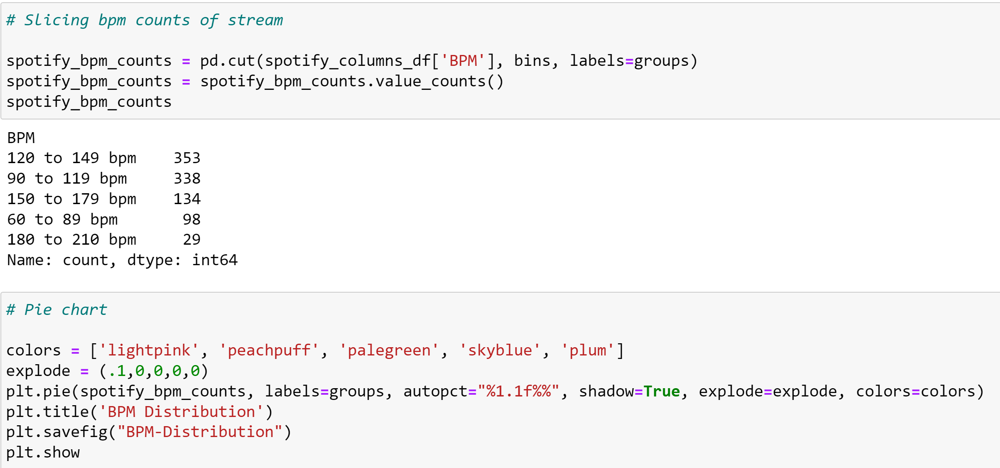 # Slicing bpm counts of stream
spotify_bpm_counts = pd.cut(spotify_columns_df['BPM'], bins, labels=groups)
spotify_bpm_counts = spotify_bpm_counts.value_counts()
spotify_bpm_counts
BPM
120 to 149 bpm    353
90 to 119 bpm     338
150 to 179 bpm    134
60 to 89 bpm       98
180 to 210 bpm     29
Name: count, dtype: int64
# Pie chart
colors = ['lightpink', 'peachpuff', 'palegreen', 'skyblue', 'plum']
explode = (.1,0,0,0,0)
plt.pie(spotify_bpm_counts, labels=groups, autopct="%1.1f%%", shadow=True, explode=explode, colors=colors)
plt.title('BPM Distribution')
plt.savefig("BPM-Distribution")
plt.show